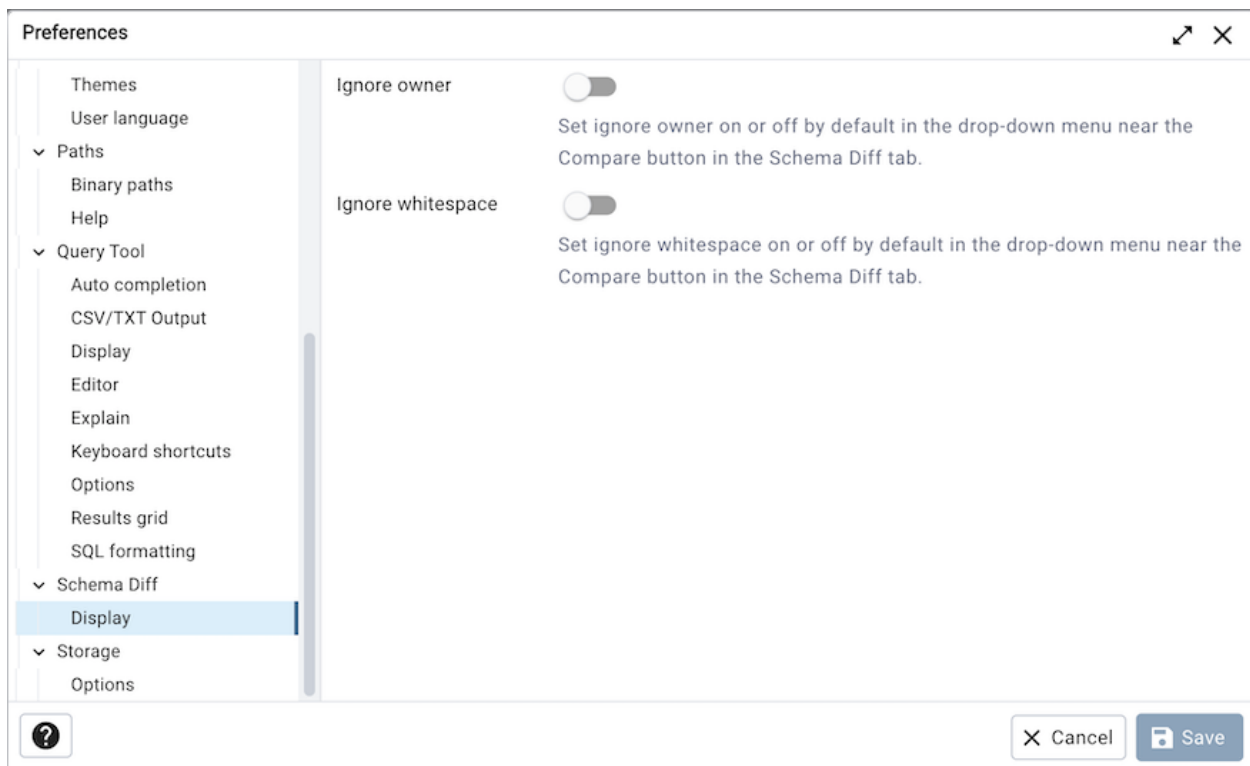 Preferences
Themes
User language
Paths
Binary paths
Help
Query Tool
Auto completion
CSV/TXT Output
Display
Editor
Explain
Keyboard shortcuts
Options
Results grid
SQL formatting
Schema Diff
Display
Storage
Options
Ignore owner
Set ignore owner on or off by default in the drop-down menu near the
Compare button in the Schema Diff tab.
Ignore whitespace
Set ignore whitespace on or off by default in the drop-down menu near the
Compare button in the Schema Diff tab.
?
Cancel
Save